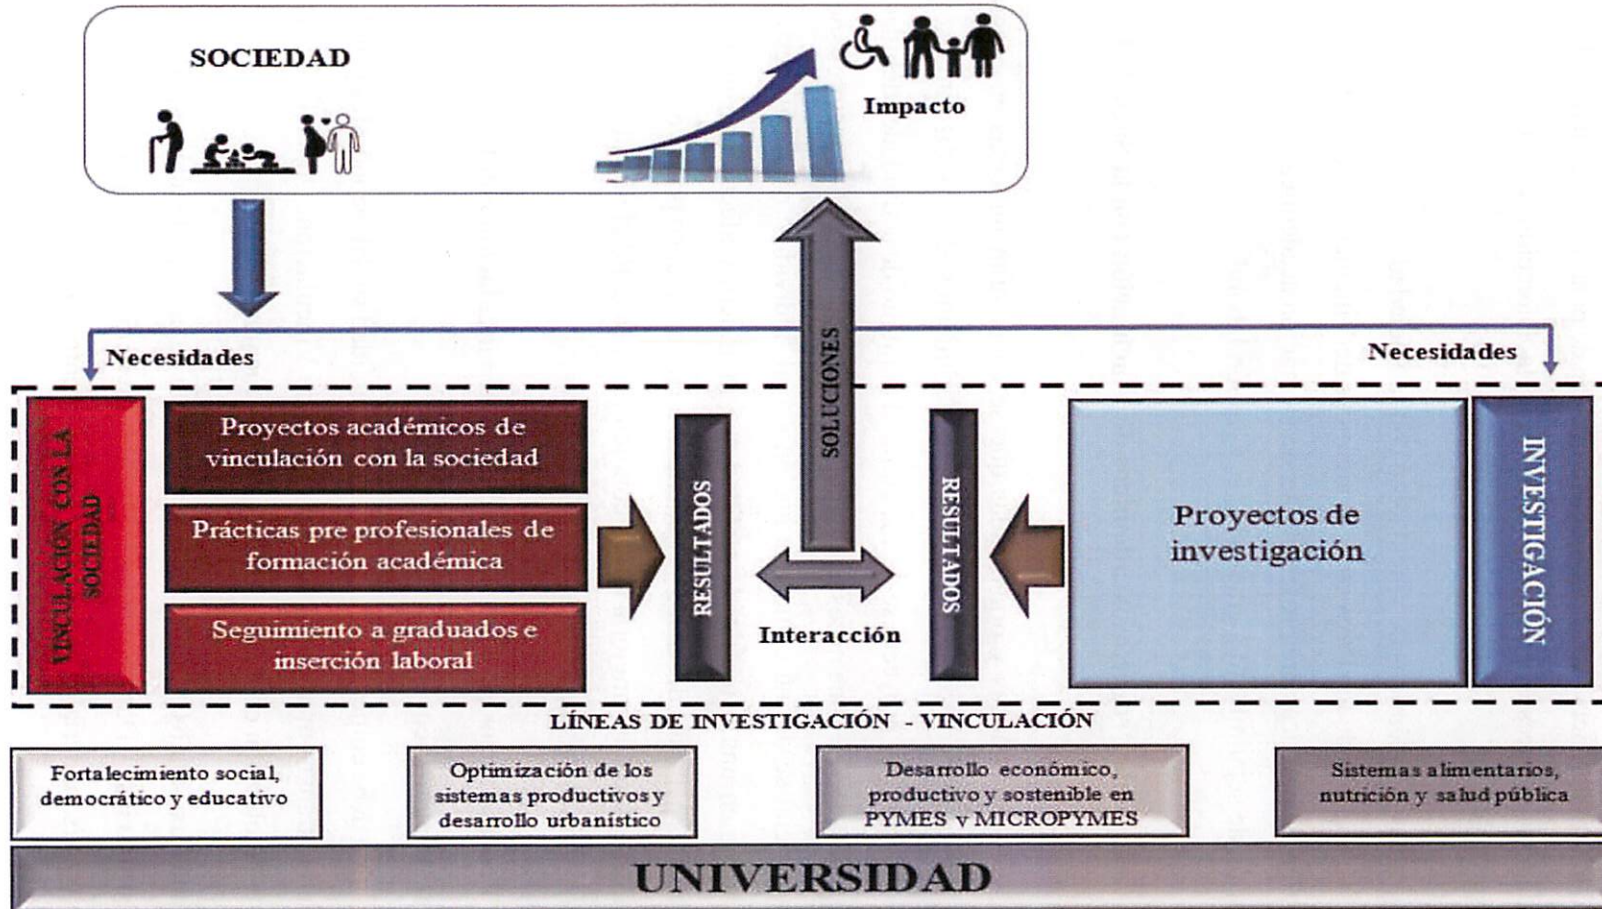 SOCIEDAD
Impacto
Necesidades
Necesidades
VINCULACIÓN CON LA
SOCIEDAD
Proyectos académicos de
vinculación con la sociedad
Prácticas pre profesionales de
formación académica
Seguimiento a graduados e
inserción laboral
RESULTADOS
SOLUCIONES
Interacción
RESULTADOS
Proyectos de
investigación
INVESTIGACIÓN
LÍNEAS DE INVESTIGACIÓN - VINCULACIÓN
Fortalecimiento social,
democrático y educativo
Optimización de los
sistemas productivos y
desarrollo urbanístico
Desarrollo económico,
productivo y sostenible en
PYMES y MICROPYMES
Sistemas alimentarios,
nutrición y salud pública
UNIVERSIDAD